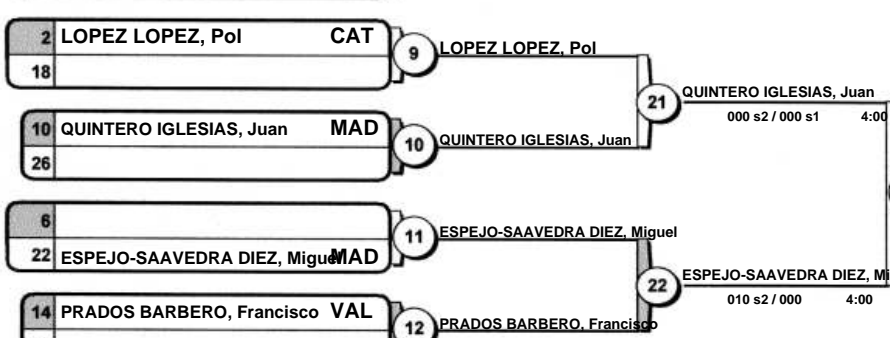 2 LOPEZ LOPEZ, Pol CAT
18
9
LOPEZ LOPEZ, Pol
10 QUINTERO IGLESIAS, Juan MAD
26
10
QUINTERO IGLESIAS, Juan
21
QUINTERO IGLESIAS, Juan
000 s2 / 000 s1 4:00
6
22 ESPEJO-SAAVEDRA DIEZ, Miguel MAD
11
ESPEJO-SAAVEDRA DIEZ, Miguel
14 PRADOS BARBERO, Francisco VAL
12
PRADOS BARBERO, Francisco
22
ESPEJO-SAAVEDRA DIEZ, Mi
010 s2 / 000 4:00